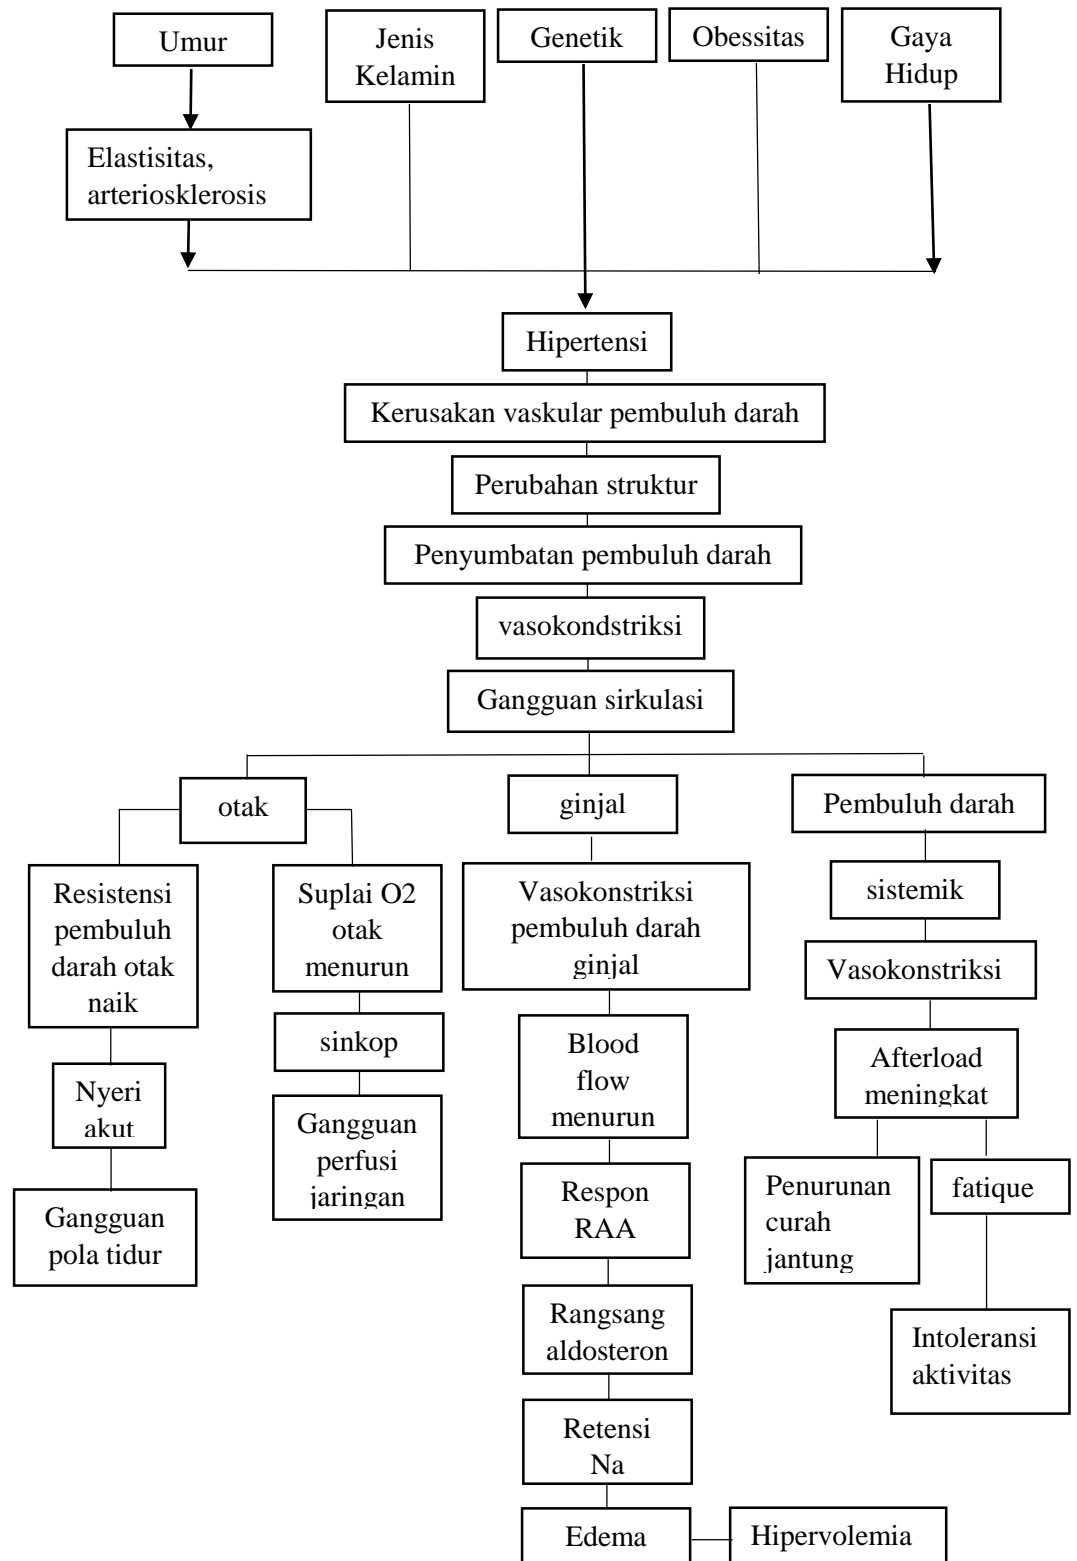 Umur
Jenis
Kelamin
Genetik
Obessitas
Gaya
Hidup
Elastisitas,
arteriosklerosis
Hipertensi
Kerusakan vaskular pembuluh darah
Perubahan struktur
Penyumbatan pembuluh darah
vasokondstriksi
Gangguan sirkulasi
otak
ginjal
Pembuluh darah
Resistensi
pembuluh
darah otak
naik
Suplai O2
otak
menurun
Vasokonstriksi
pembuluh darah
ginjal
sistemik
Vasokonstriksi
sinkop
Blood
flow
menurun
Afterload
meningkat
Nyeri
akut
Gangguan
perfusi
jaringan
Penurunan
curah
jantung
fatique
Respon
RAA
Gangguan
pola tidur
Rangsang
aldosteron
Intoleransi
aktivitas
Retensi
Na
Edema
Hipervolemia